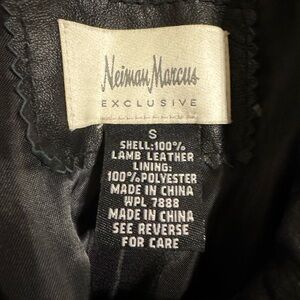 Neiman Marcus
EXCLUSIVE
S
SHELL:100%
LAMB LEATHER
LINING:
100%POLYESTER
MADE IN CHINA
WPL 7888
MADE IN CHINA
SEE REVERSE
FOR CARE